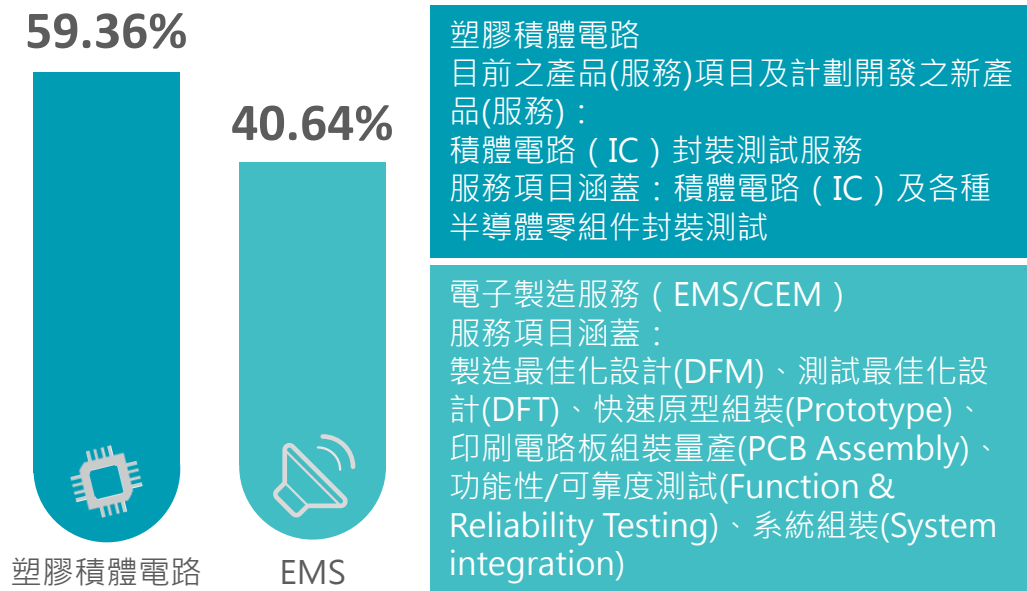 59.36%
40.64%
塑膠積體電路
EMS
塑膠積體電路
目前之產品(服務)項目及計劃開發之新產
品(服務)：
積體電路（IC）封裝測試服務
服務項目涵蓋：積體電路（IC）及各種
半導體零組件封裝測試
電子製造服務（EMS/CEM）
服務項目涵蓋：
製造最佳化設計(DFM)、測試最佳化設
計(DFT)、快速原型組裝(Prototype)、
印刷電路板組裝量產(PCB Assembly)、
功能性/可靠度測試(Function &
Reliability Testing)、系統組裝(System
integration)